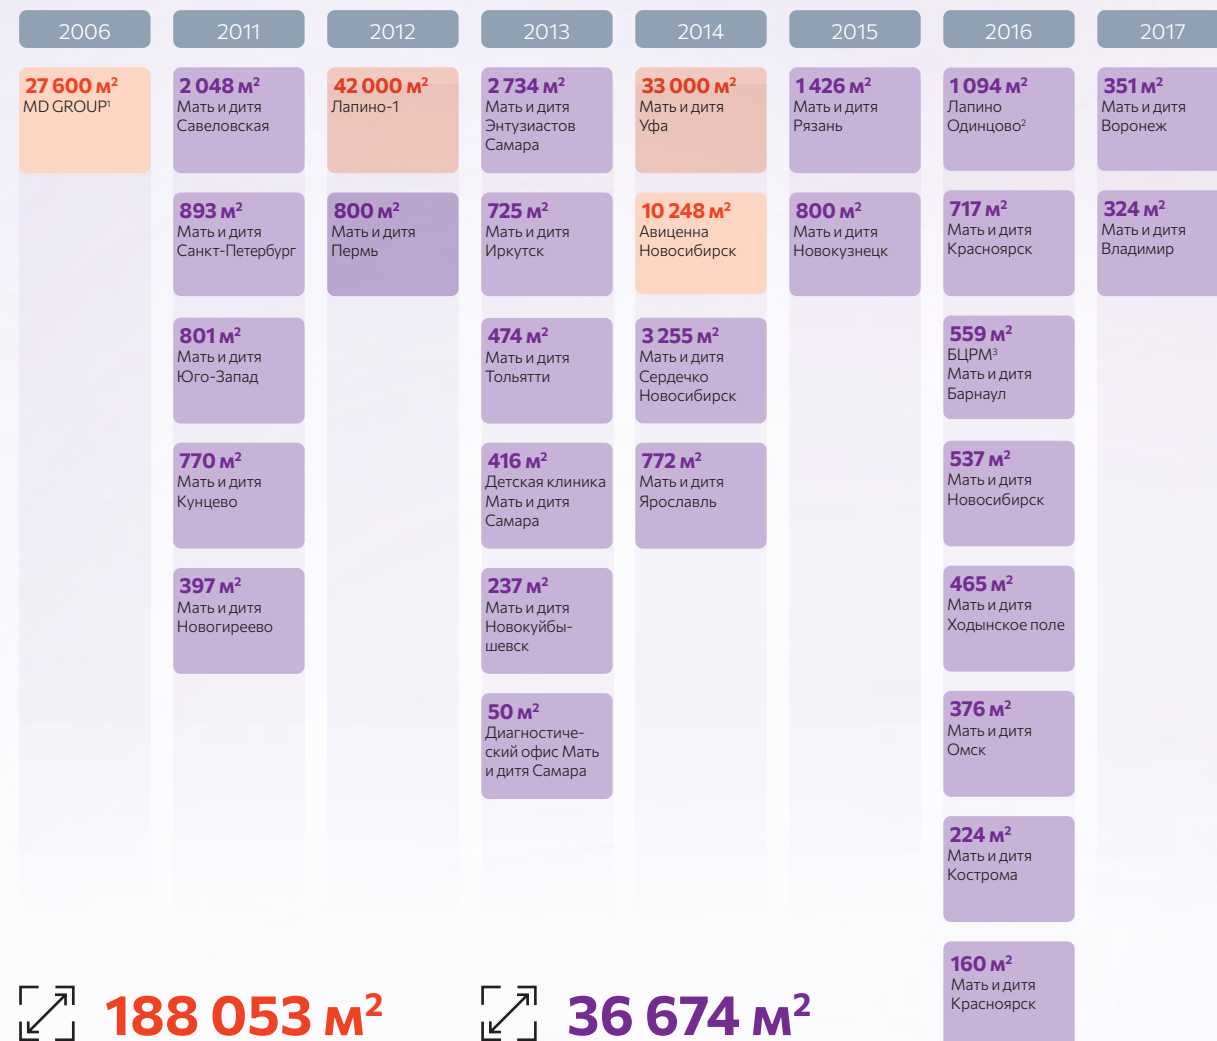 2006
27 600 м²
MD GROUP¹
2011
2 048 м²
Мать и дитя
Савеловская
893 м²
Мать и дитя
Санкт-Петербург
801 м²
Мать и дитя
Юго-Запад
770 м²
Мать и дитя
Кунцево
397 м²
Мать и дитя
Новогиреево
2012
42 000 м²
Лапино-1
800 м²
Мать и дитя
Пермь
2013
2 734 м²
Мать и дитя
Энтузиастов
Самара
725 м²
Мать и дитя
Иркутск
474 м²
Мать и дитя
Тольятти
416 м²
Детская клиника
Мать и дитя
Самара
237 м²
Мать и дитя
Новокуйбы-
шевск
50 м²
Диагностиче-
ский офис Мать
и дитя Самара
2014
33 000 м²
Мать и дитя
Уфа
10 248 м²
Авиценна
Новосибирск
3 255 м²
Мать и дитя
Сердечко
Новосибирск
772 м²
Мать и дитя
Ярославль
2015
1 426 м²
Мать и дитя
Рязань
800 м²
Мать и дитя
Новокузнецк
2016
1 094 м²
Лапино
Одинцово²
717 м²
Мать и дитя
Красноярск
559 м²
БЦРМ³
Мать и дитя
Барнаул
537 м²
Мать и дитя
Новосибирск
465 м²
Мать и дитя
Ходынское поле
376 м²
Мать и дитя
Омск
224 м²
Мать и дитя
Кострома
160 м²
Мать и дитя
Красноярск
2017
351 м²
Мать и дитя
Воронеж
324 м²
Мать и дитя
Владимир
188 053 м²
36 674 м²